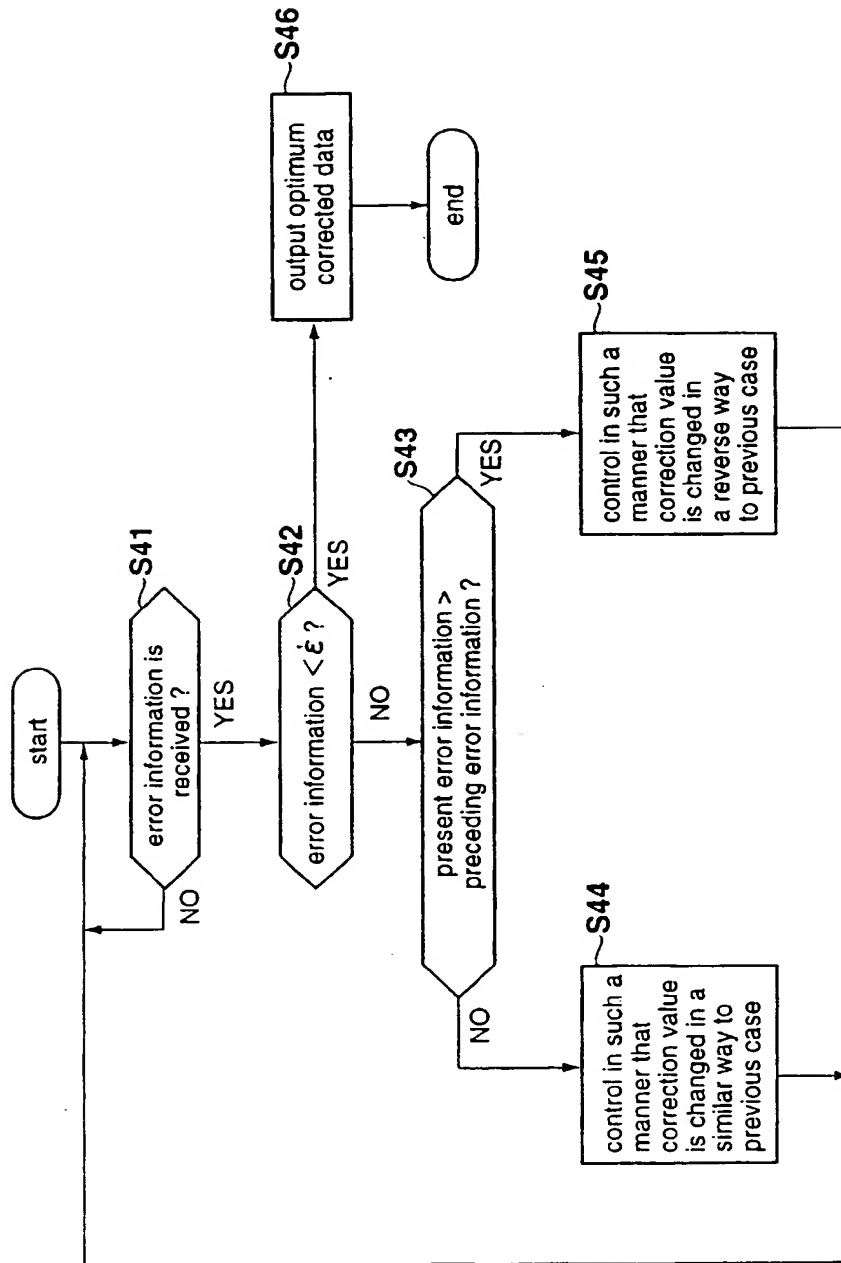 start
S41
error information is
received ?
NO
YES
S42
error information < ε ?
YES
NO
S46
output optimum
corrected data
end
S43
present error information >
preceding error information ?
NO
YES
S44
control in such a
manner that
correction value
is changed in a
similar way to
previous case
S45
control in such a
manner that
correction value
is changed in
a reverse way
to previous case